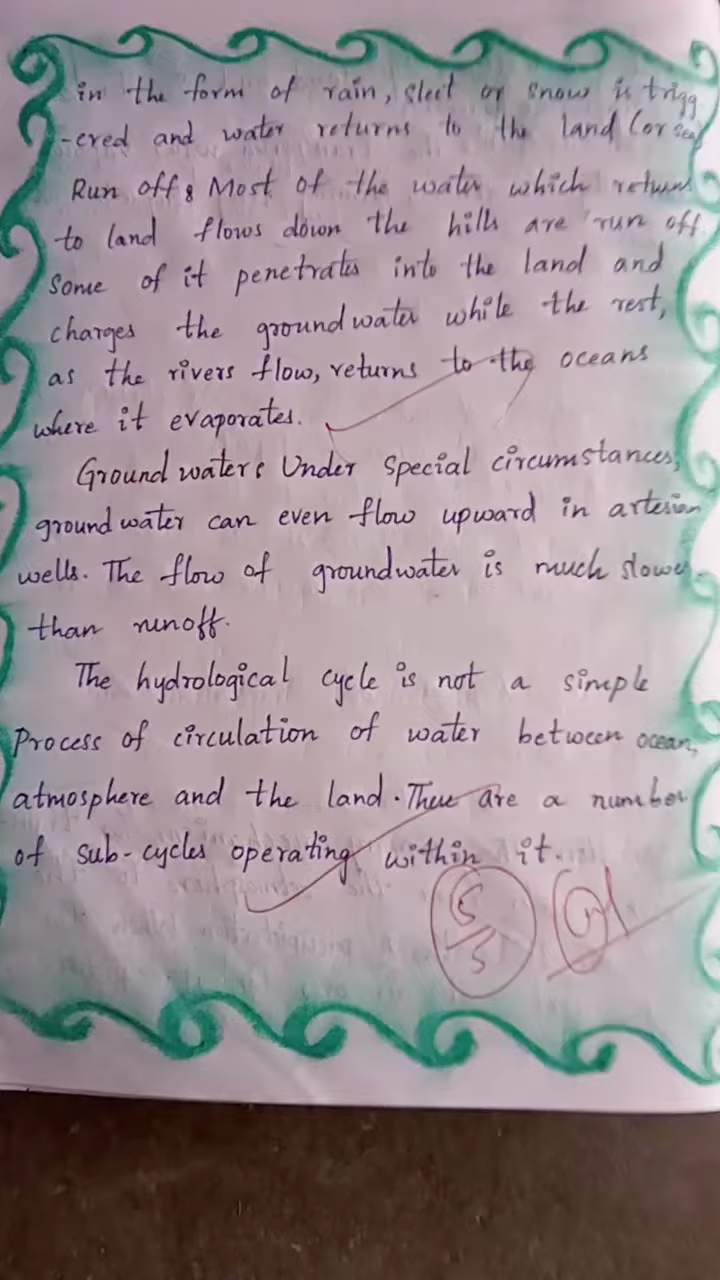 in the form of rain, sleet or snow is trigg
-ered and water returns to the land (or sea)
Run off : Most of the water which returns
to land flows down the hills are run off.
Some of it penetrates into the land and
charges the groundwater while the rest,
as the rivers flow, returns to the oceans
where it evaporates.
Ground water : Under special circumstances,
ground water can even flow upward in artesian
wells. The flow of groundwater is much slower
than runoff.
The hydrological cycle is not a simple
Process of circulation of water between ocean,
atmosphere and the land. There are a number
of sub-cycles operating within it.
5